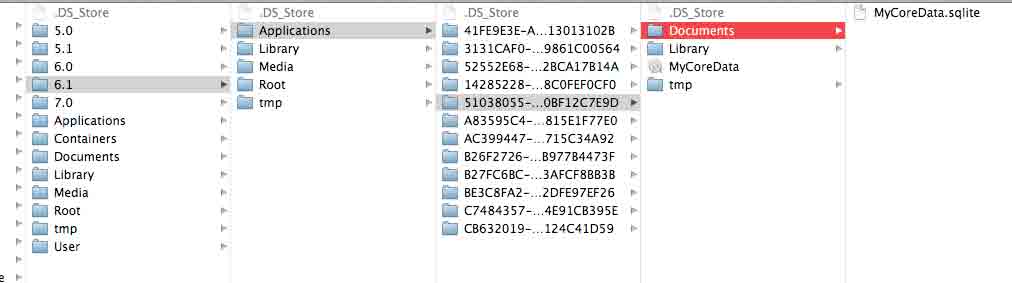 .DS_Store
5.0
5.1
6.0
6.1
7.0
Applications
Containers
Documents
Library
Media
Root
tmp
User
.DS_Store
Applications
Library
Media
Root
tmp
.DS_Store
41FE9E3E-A...13013102B
3131CAF0-...9861C00564
52552E68-...2BCA17B14A
14285228-...8C0FEF0CF0
51038055-...0BF12C7E9D
A83595C4-...815E1F77E0
AC399447-...715C34A92
B26F2726-...B977B4473F
B27FC6BC-...3AFCF8BB3B
BE3C8FA2-...2DFE97EF26
C7484357-...4E91CB395E
CB632019-...124C41D59
.DS_Store
Documents
Library
MyCoreData
tmp
MyCoreData.sqlite